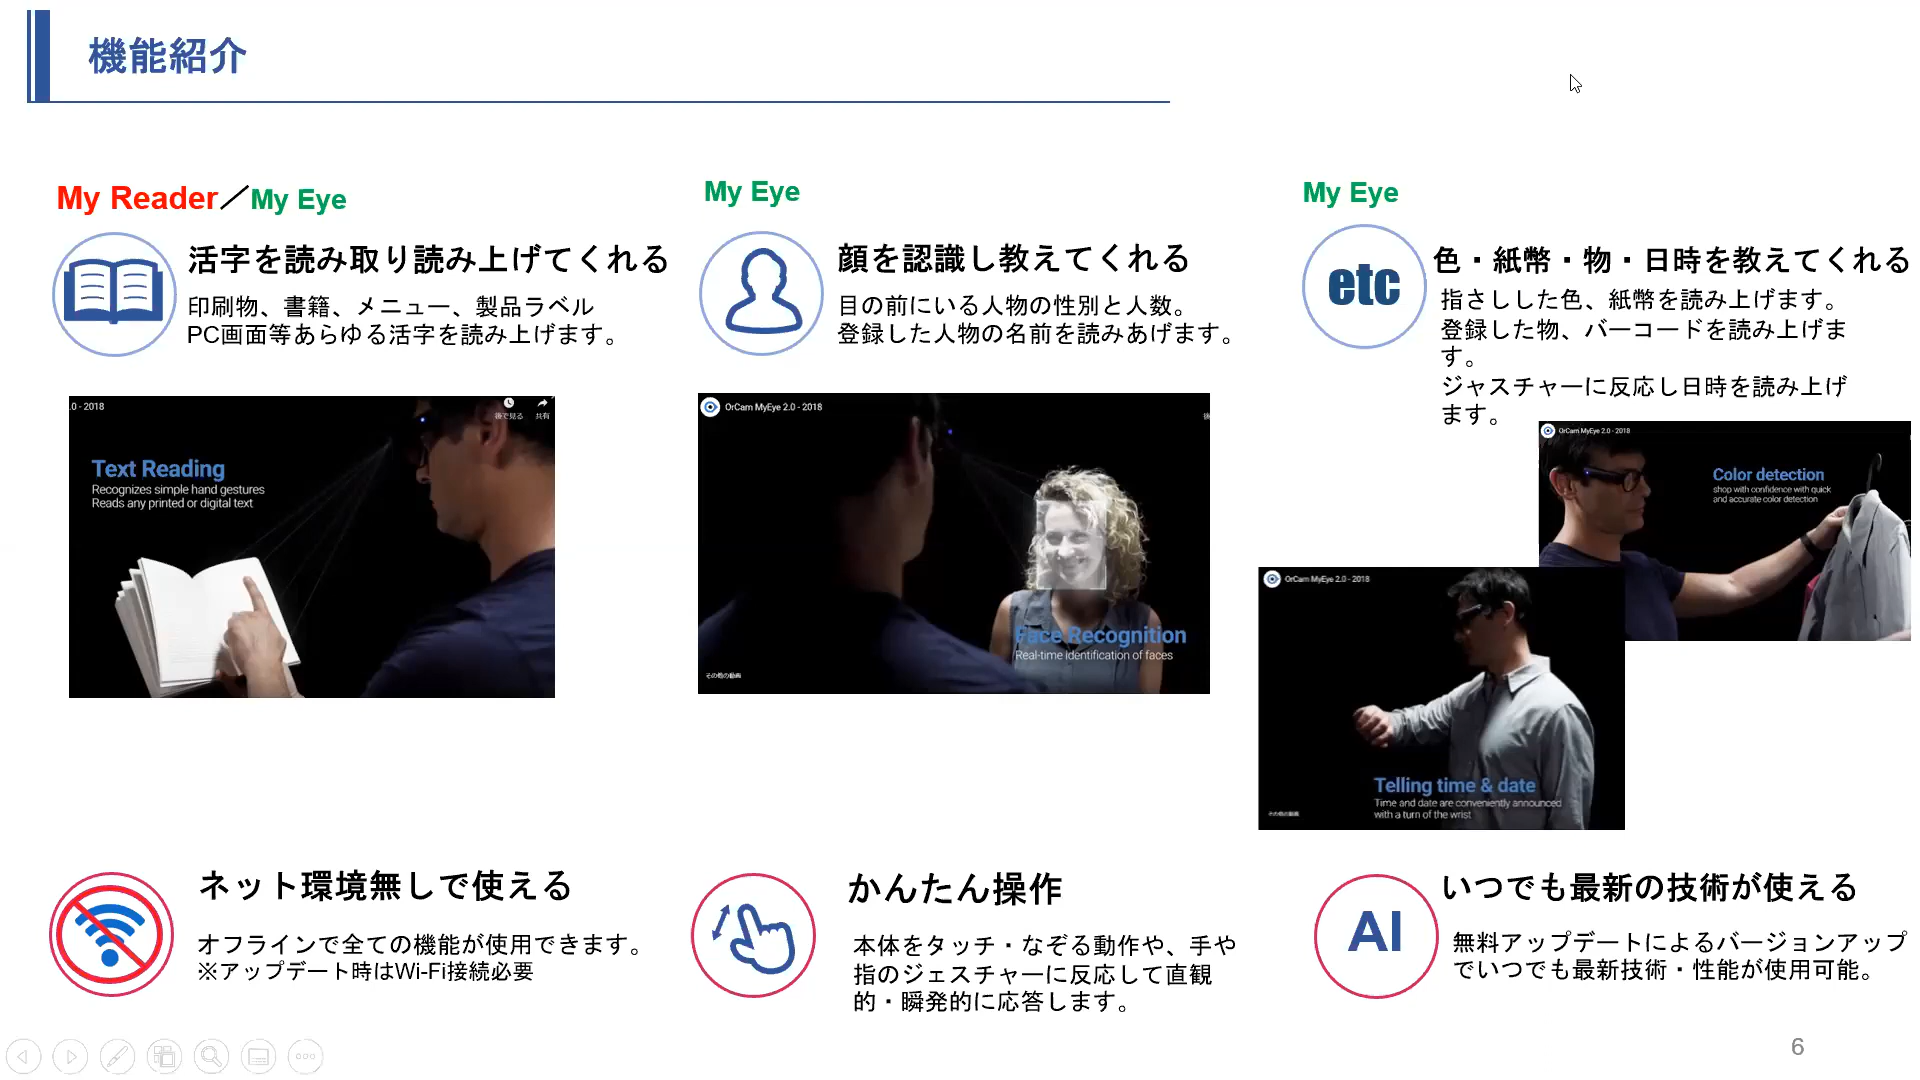 機能紹介
My Reader／My Eye
活字を読み取り読み上げてくれる
印刷物、書籍、メニュー、製品ラベル
PC画面等あらゆる活字を読み上げます。
.0 - 2018
後で見る 共有
Text Reading
Recognizes simple hand gestures
Reads any printed or digital text
My Eye
顔を認識し教えてくれる
目の前にいる人物の性別と人数。
登録した人物の名前を読みあげます。
OrCam MyEye 2.0 - 2018
後
Face Recognition
Real-time identification of faces
その他の動画
My Eye
etc
色・紙幣・物・日時を教えてくれる
指さしした色、紙幣を読み上げます。
登録した物、バーコードを読み上げま
す。
ジャスチャーに反応し日時を読み上げ
ます。
OrCam MyEye 2.0 - 2018
Color detection
shop with confidence with quick
and accurate color detection
OrCam MyEye 2.0 - 2018
Telling time & date
Time and date are conveniently announced
with a turn of the wrist
その他の動画
ネット環境無しで使える
オフラインで全ての機能が使用できます。
※アップデート時はWi-Fi接続必要
かんたん操作
本体をタッチ・なぞる動作や、手や
指のジェスチャーに反応して直観
的・瞬発的に応答します。
AI
いつでも最新の技術が使える
無料アップデートによるバージョンアップ
でいつでも最新技術・性能が使用可能。
6